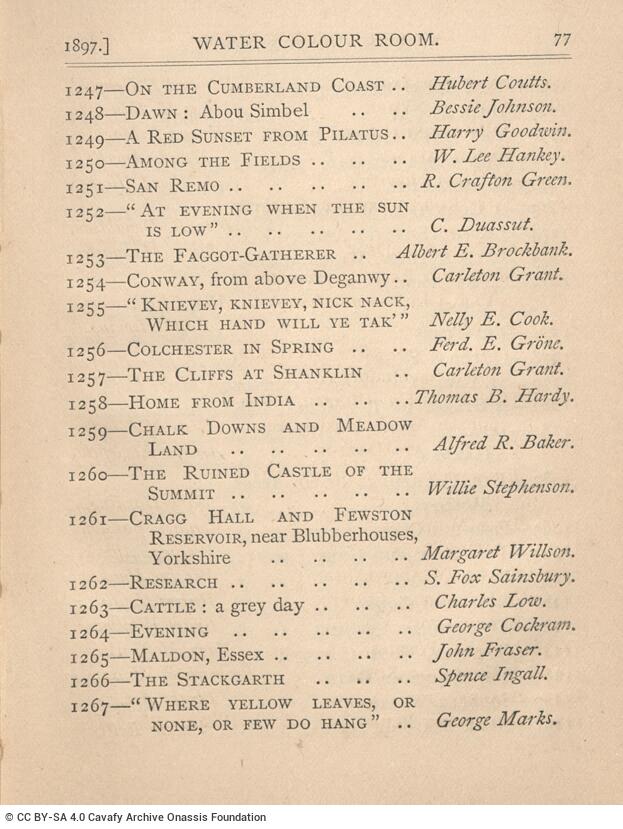 1897.] WATER COLOUR ROOM. 77
1247—On the Cumberland Coast .. Hubert Coutts.
1248—Dawn: Abou Simbel .. .. Bessie Johnson.
1249—A Red Sunset from Pilatus.. Harry Goodwin.
1250—Among the Fields .. .. .. W. Lee Hankey.
1251—San Remo .. .. .. .. .. R. Crafton Green.
1252—“At evening when the sun
is low” .. .. .. .. .. C. Duassut.
1253—The Faggot-Gatherer .. Albert E. Brockbank.
1254—Conway, from above Deganwy.. Carleton Grant.
1255—“Knievey, knievey, nick nack,
Which hand will ye tak’” Nelly E. Cook.
1256—Colchester in Spring .. .. Ferd. E. Gröne.
1257—The Cliffs at Shanklin .. Carleton Grant.
1258—Home from India .. .. .. Thomas B. Hardy.
1259—Chalk Downs and Meadow
Land .. .. .. .. .. Alfred R. Baker.
1260—The Ruined Castle of the
Summit .. .. .. .. .. Willie Stephenson.
1261—Cragg Hall and Fewston
Reservoir, near Blubberhouses,
Yorkshire .. .. .. .. Margaret Willson.
1262—Research .. .. .. .. .. S. Fox Sainsbury.
1263—Cattle: a grey day .. .. .. Charles Low.
1264—Evening .. .. .. .. .. George Cockram.
1265—Maldon, Essex .. .. .. .. John Fraser.
1266—The Stackgarth .. .. .. Spence Ingall.
1267—“Where yellow leaves, or
none, or few do hang” .. George Marks.
© CC BY-SA 4.0 Cavafy Archive Onassis Foundation